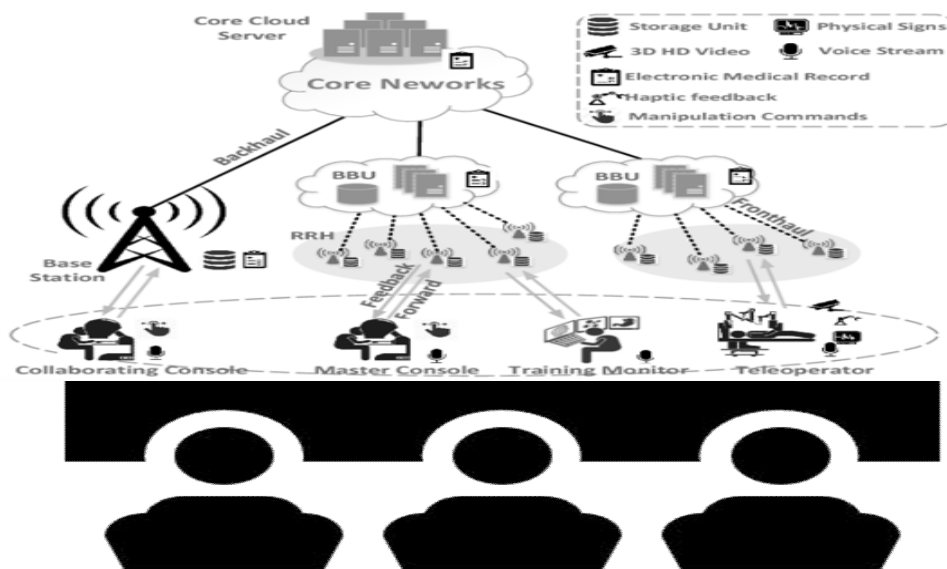 Core Cloud
Server
Core Neworks
Storage Unit
Physical Signs
3D HD Video
Voice Stream
Electronic Medical Record
Haptic feedback
Manipulation Commands
Backhaul
BBU
BBU
Fronthaul
RRH
Base
Station
Feedback
Forward
Collaborating Console
Master Console
Training Monitor
Teleoperator